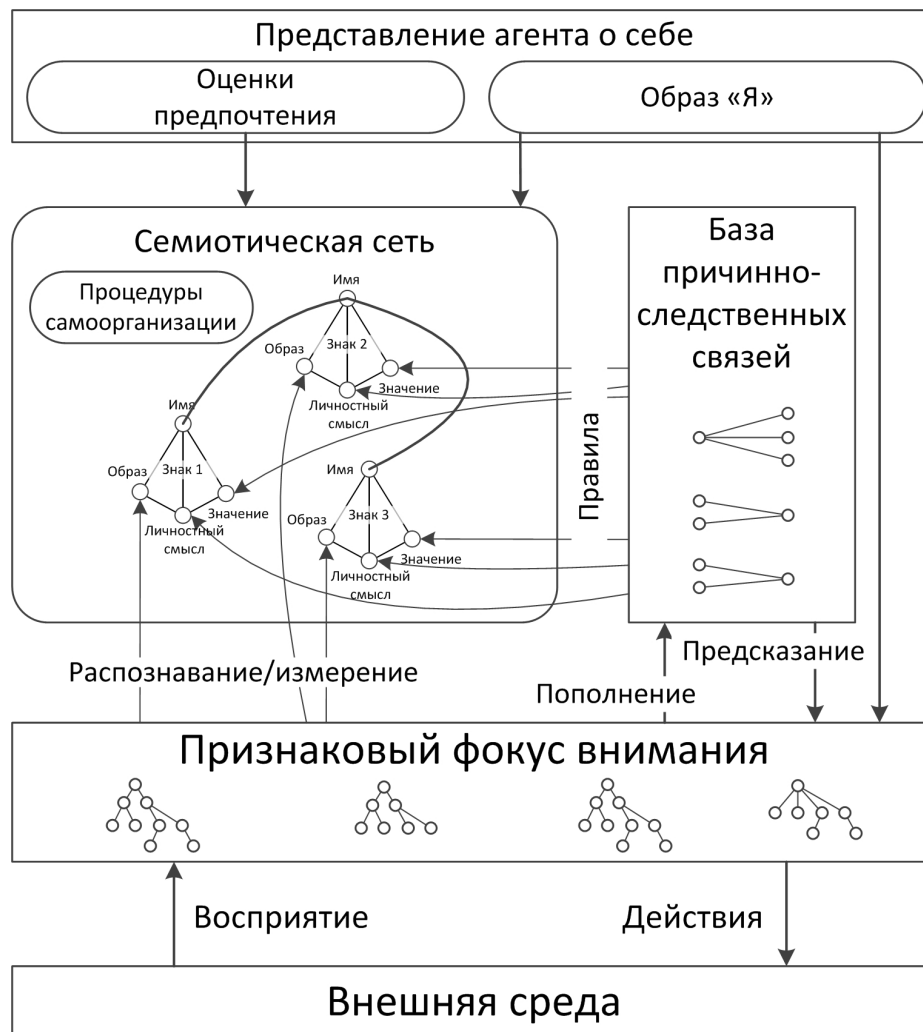 Представление агента о себе
Оценки
предпочтения
Образ «Я»
Семиотическая сеть
Процедуры
самоорганизации
Имя
Образ
Знак 2
Значение
Личностный
смысл
Имя
Образ
Знак 1
Значение
Личностный
смысл
Имя
Образ
Знак 3
Значение
Личностный
смысл
Правила
База
причинно-
следственных
связей
Распознавание/измерение
Пополнение
Предсказание
Признаковый фокус внимания
Восприятие
Действия
Внешняя среда